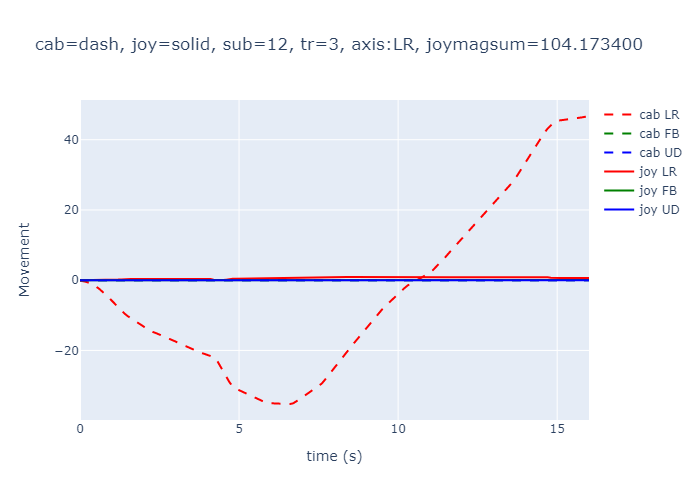 cab=dash, joy=solid, sub=12, tr=3, axis:LR, joymagsum=104.173400
cab LR
cab FB
cab UD
joy LR
joy FB
joy UD
Movement
40
20
0
−20
0
5
10
15
time (s)